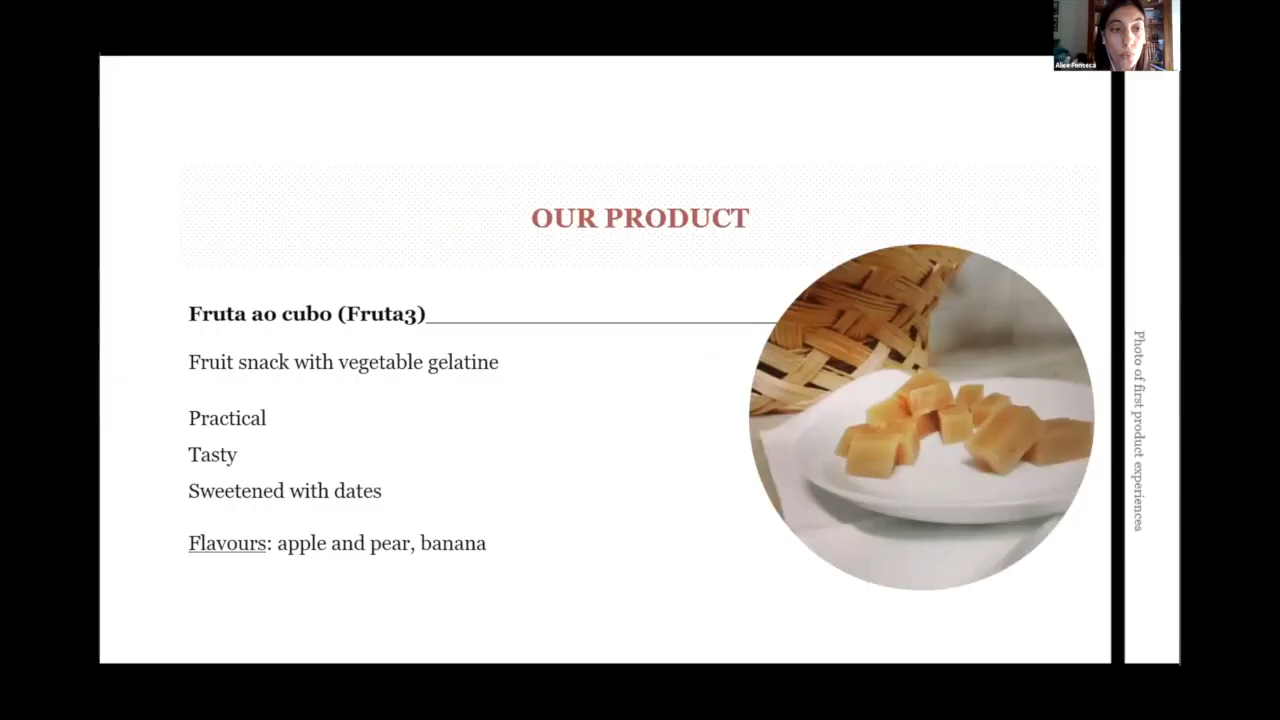 Alice Fonseca
OUR PRODUCT
Fruta ao cubo (Fruta3)
Fruit snack with vegetable gelatine
Practical
Tasty
Sweetened with dates
Flavours: apple and pear, banana
Photo of first product experiences